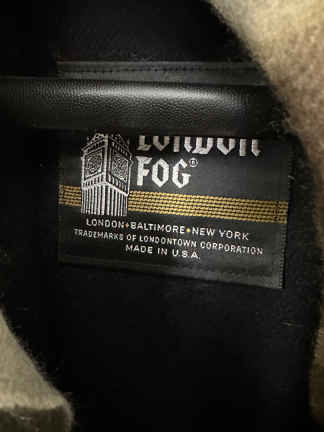 LONDON
FOG®
LONDON•BALTIMORE•NEW YORK
TRADEMARKS OF LONDONTOWN CORPORATION
MADE IN U.S.A.